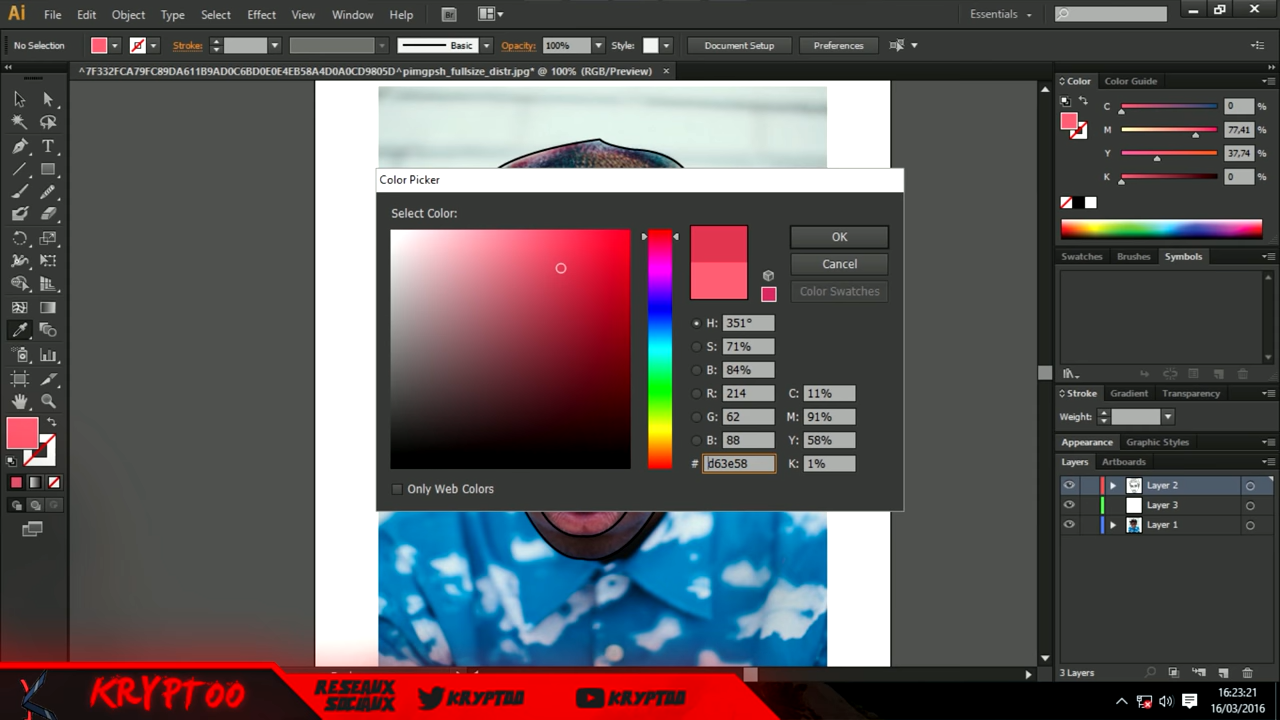 Ai File Edit Object Type Select Effect View Window Help Br Essentials
No Selection Stroke: Basic Opacity: 100% Style: Document Setup Preferences
^7F332FCA79FC89DA611B9AD0C6BD0E0E4EB58A4D0A0CD9805D^pimgpsh_fullsize_distr.jpg* @ 100% (RGB/Preview)
Color Color Guide
C 0 %
M 77,41 %
Y 37,74 %
K 0 %
Swatches Brushes Symbols
Stroke Gradient Transparency
Weight:
Appearance Graphic Styles
Layers Artboards
Layer 2
Layer 3
Layer 1
3 Layers
Color Picker
Select Color:
OK
Cancel
Color Swatches
H: 351°
S: 71%
B: 84%
R: 214 C: 11%
G: 62 M: 91%
B: 88 Y: 58%
# d63e58 K: 1%
Only Web Colors
KRYPTOO
RESEAUX
SOCIAUX
KRYPTOO
KRYPTOO
16:23:21
16/03/2016